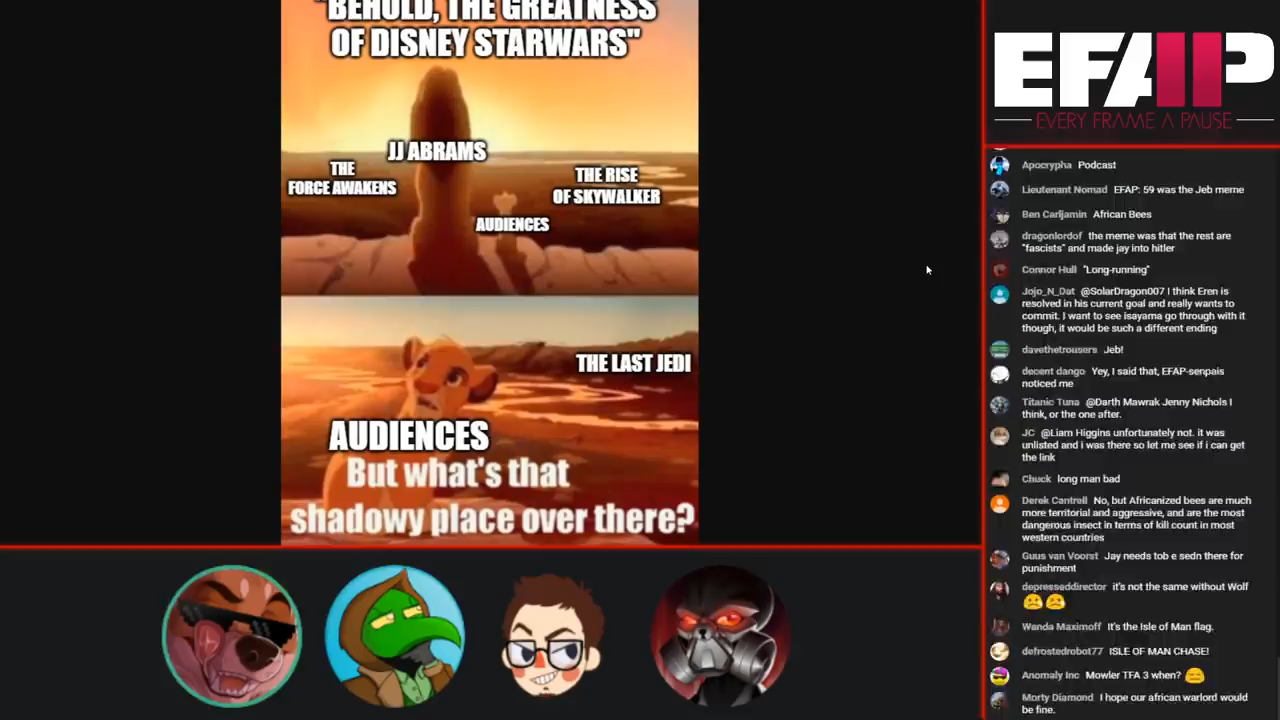 "BEHOLD, THE GREATNESS
OF DISNEY STARWARS"
JJ ABRAMS
THE
FORCE AWAKENS
THE RISE
OF SKYWALKER
AUDIENCES
THE LAST JEDI
AUDIENCES
But what's that
shadowy place over there?
EFAP
EVERY FRAME A PAUSE
Apocrypha Podcast
Lieutenant Nomad EFAP: 59 was the Jeb meme
Ben Carljamin African Bees
dragonlordof the meme was that the rest are
"fascists" and made jay into hitler
Connor Hull "Long-running"
Jojo_N_Dat @SolarDragon007 I think Eren is
resolved in his current goal and really wants to
commit. I want to see isayama go through with it
though, it would be such a different ending
davethetrousers Jeb!
decent dango Yey, I said that, EFAP-senpais
noticed me
Titanic Tuna @Darth Mawrak Jenny Nichols I
think, or the one after.
JC @Liam Higgins unfortunately not. it was
unlisted and i was there so let me see if i can get
the link
Chuck long man bad
Derek Cantrell No, but Africanized bees are much
more territorial and aggressive, and are the most
dangerous insect in terms of kill count in most
western countries
Guus van Voorst Jay needs tob e sedn there for
punishment
depresseddirector it's not the same without Wolf
Wanda Maximoff It's the Isle of Man flag.
defrostedrobot77 ISLE OF MAN CHASE!
Anomaly Inc Mowler TFA 3 when?
Morty Diamond I hope our african warlord would
be fine.